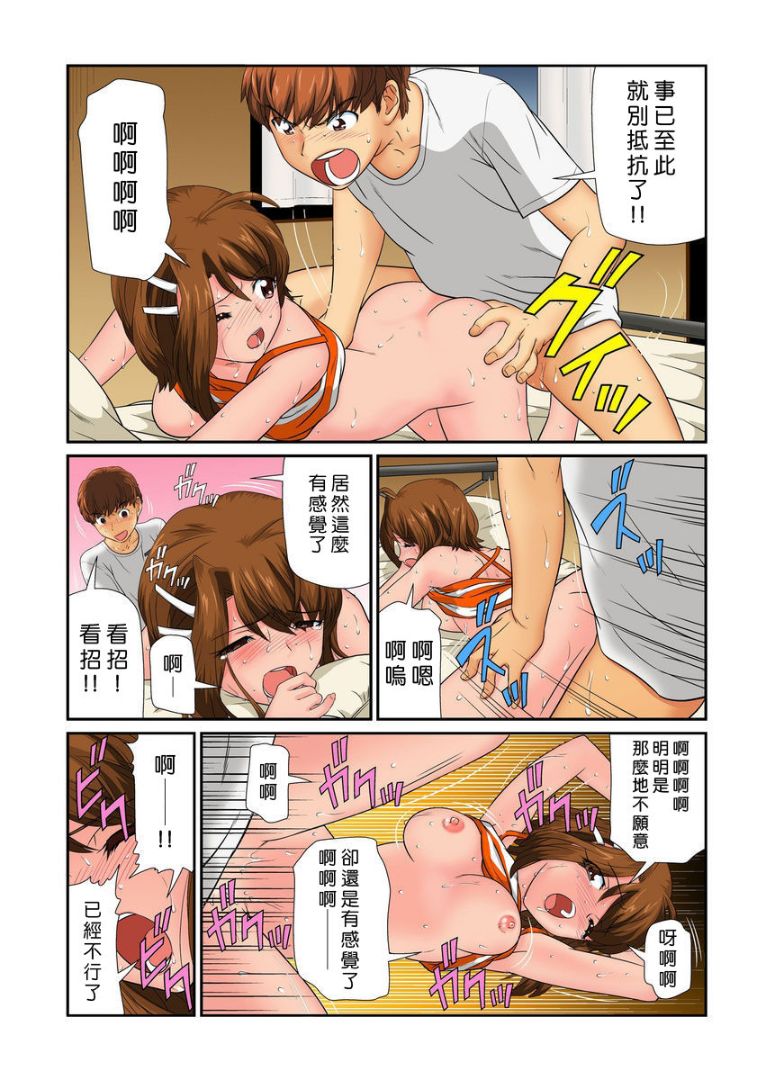 事已至此
就別抵抗了!!
啊啊啊啊
グイッ
ズッ
ズッ
啊嗯
啊嗚
居然這麼
有感覺了
ガクッ
ガクッ
啊—
看招!
看招!!
啊啊啊啊
明明是
那麼地不願意
呀啊啊
ガクッ
ガクッ
ガクッ
ガクッ
啊啊
卻還是有感覺了
啊啊啊——
啊——!!
已經不行了